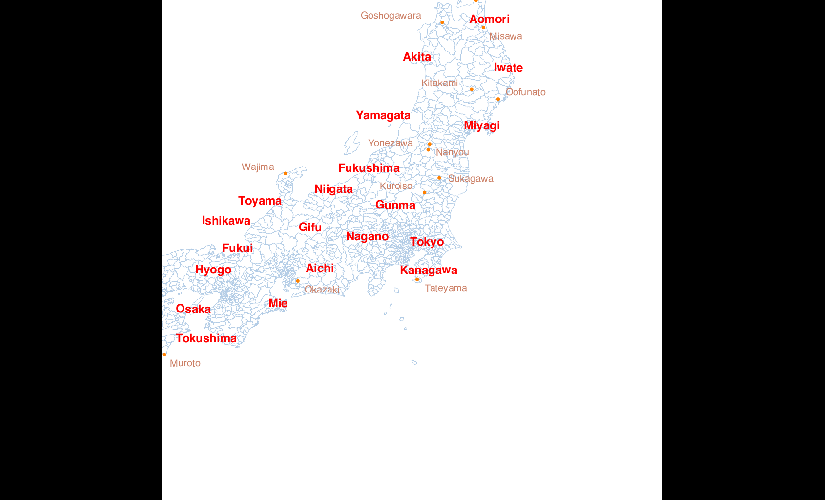 Goshogawara
Aomori
Misawa
Akita
Iwate
Kitakami
Oofunato
Yamagata
Miyagi
Yonezawa
Nanyou
Wajima
Fukushima
Sukagawa
Niigata
Kuroiso
Toyama
Gunma
Ishikawa
Gifu
Nagano
Tokyo
Fukui
Hyogo
Aichi
Kanagawa
Okazaki
Tateyama
Mie
Osaka
Tokushima
Muroto